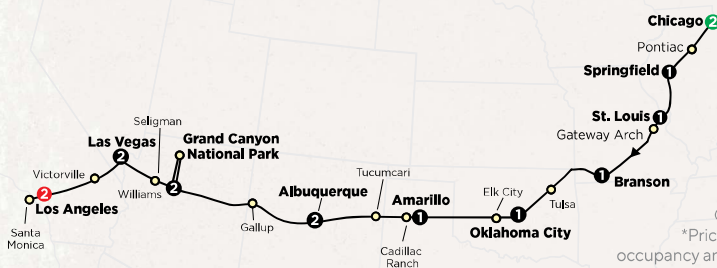 Chicago 2
Pontiac
Springfield 1
St. Louis 1
Gateway Arch
Seligman
Las Vegas
2
Grand Canyon
National Park
Victorville
Williams 2
2
Los Angeles
Santa
Monica
Gallup
Albuquerque
2
Tucumcari
Amarillo
1
Cadillac
Ranch
Elk City
1
Oklahoma City
Tulsa
1 Branson
*Pric
occupancy an